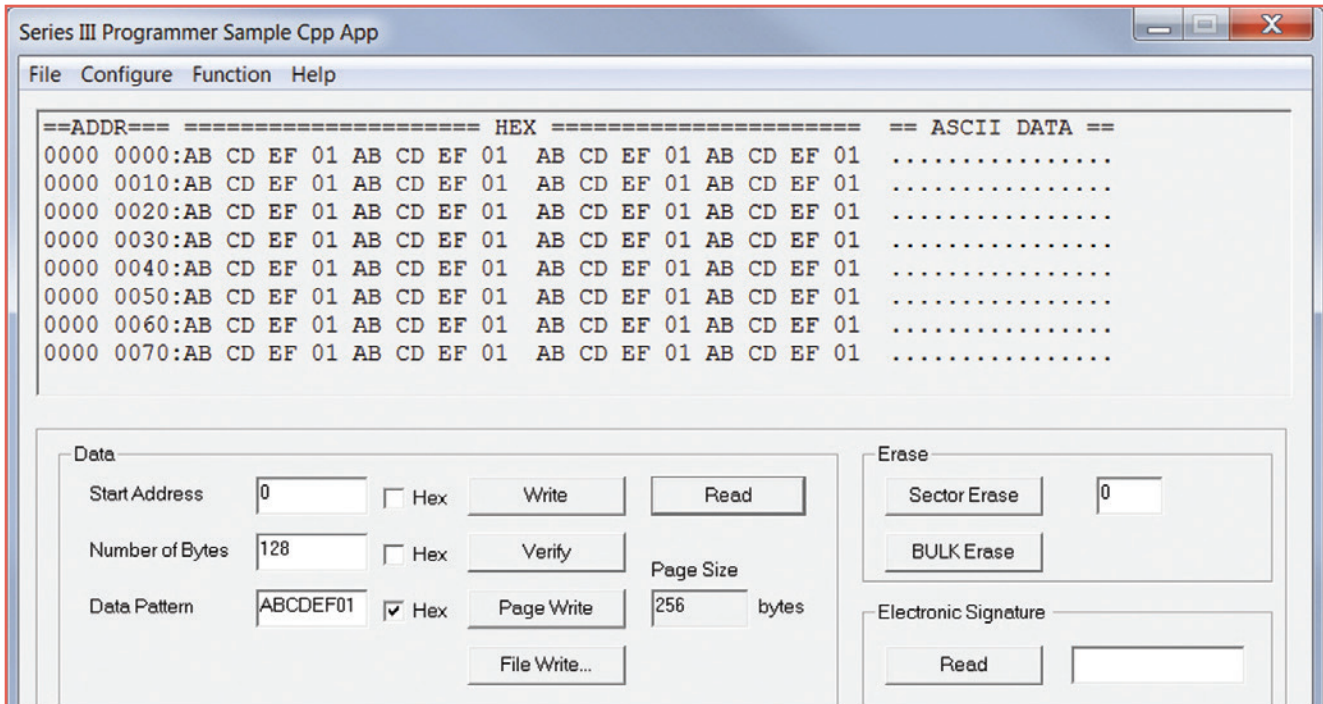 Series III Programmer Sample Cpp App
File Configure Function Help
==ADDR=== ===================== HEX ====================== == ASCII DATA ==
0000 0000:AB CD EF 01 AB CD EF 01 AB CD EF 01 AB CD EF 01 ................
0000 0010:AB CD EF 01 AB CD EF 01 AB CD EF 01 AB CD EF 01 ................
0000 0020:AB CD EF 01 AB CD EF 01 AB CD EF 01 AB CD EF 01 ................
0000 0030:AB CD EF 01 AB CD EF 01 AB CD EF 01 AB CD EF 01 ................
0000 0040:AB CD EF 01 AB CD EF 01 AB CD EF 01 AB CD EF 01 ................
0000 0050:AB CD EF 01 AB CD EF 01 AB CD EF 01 AB CD EF 01 ................
0000 0060:AB CD EF 01 AB CD EF 01 AB CD EF 01 AB CD EF 01 ................
0000 0070:AB CD EF 01 AB CD EF 01 AB CD EF 01 AB CD EF 01 ................
Data
Start Address 0 Hex Write Read
Number of Bytes 128 Hex Verify
Page Size
Data Pattern ABCDEF01 Hex Page Write 256 bytes
File Write...
Erase
Sector Erase 0
BULK Erase
Electronic Signature
Read